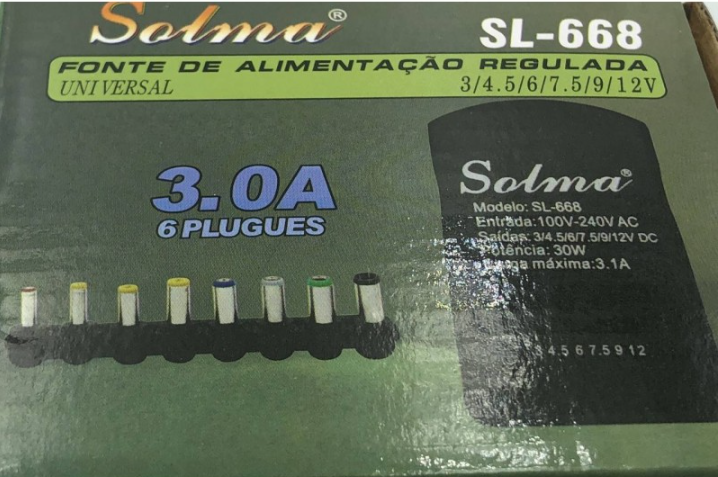 Solma®
SL-668
FONTE DE ALIMENTAÇÃO REGULADA
UNIVERSAL 3/4.5/6/7.5/9/12V
3.0A
6 PLUGUES
Solma®
Modelo: SL-668
Entrada:100V-240V AC
Saídas: 3/4.5/6/7.5/9/12V DC
Potência: 30W
máxima:3.1A
3 4.5 6 7.5 9 12